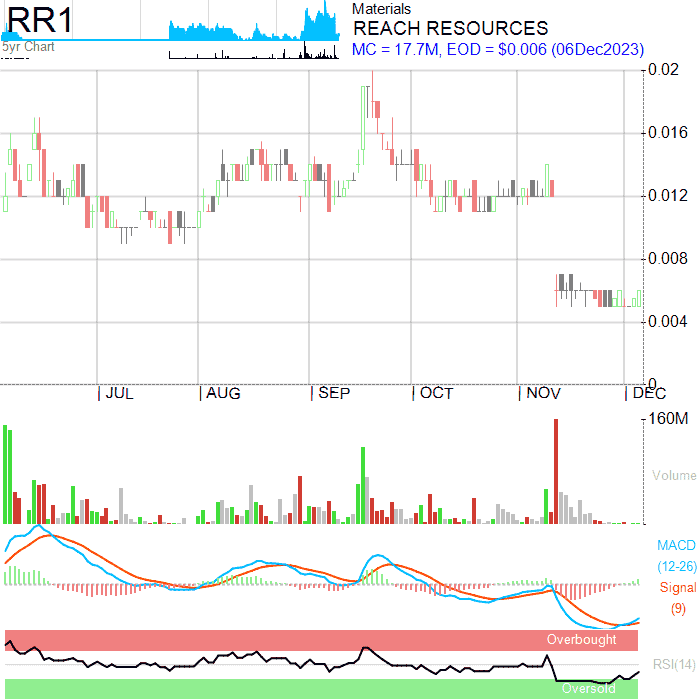 RR1
5yr Chart
Materials
REACH RESOURCES
MC = 17.7M, EOD = $0.006 (06Dec2023)
0.02
0.016
0.012
0.008
0.004
0
JUL AUG SEP OCT NOV DEC
160M
Volume
MACD
(12-26)
Signal
(9)
Overbought
RSI(14)
Oversold